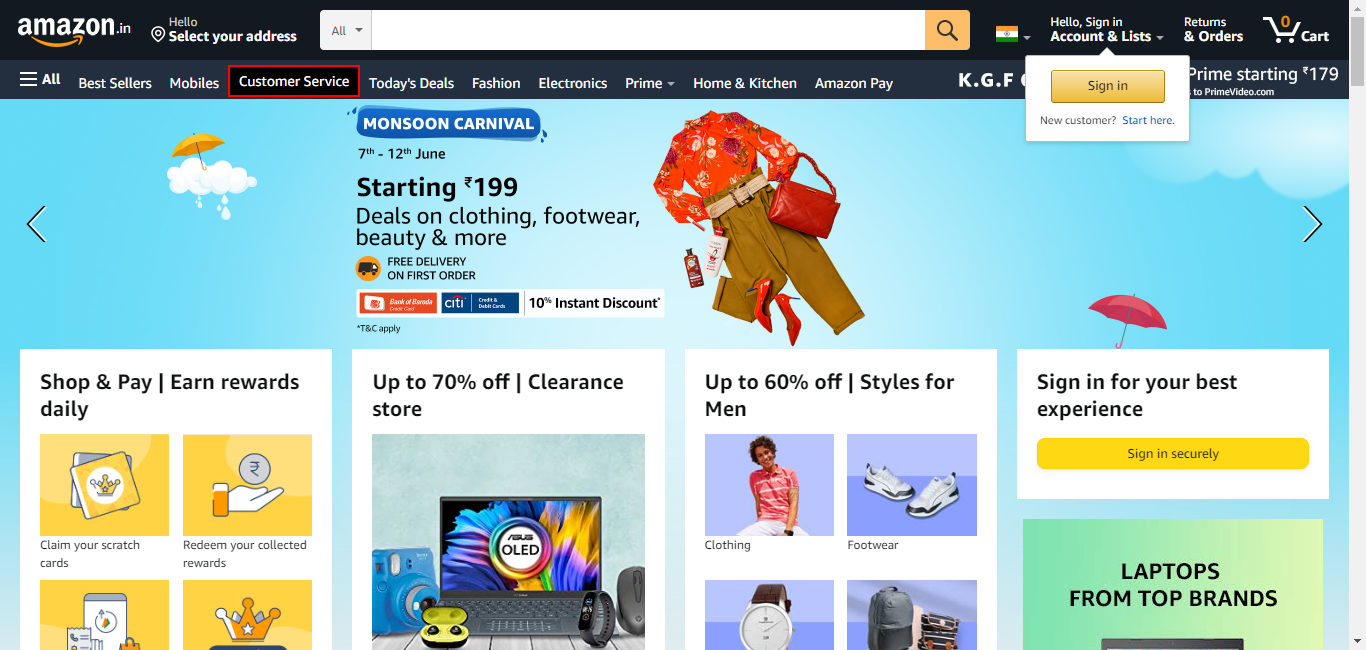 amazon.in
Hello
Select your address
All
Hello, Sign in
Account & Lists
Returns
& Orders
0
Cart
All
Best Sellers
Mobiles
Customer Service
Today's Deals
Fashion
Electronics
Prime
Home & Kitchen
Amazon Pay
K.G.F
Prime starting ₹179
to PrimeVideo.com
Sign in
New customer? Start here.
MONSOON CARNIVAL
7th - 12th June
Starting ₹199
Deals on clothing, footwear,
beauty & more
FREE DELIVERY
ON FIRST ORDER
Bank of Baroda
Credit Card
citi
Credit &
Debit Cards
10% Instant Discount*
*T&C apply
Shop & Pay | Earn rewards
daily
Claim your scratch
cards
Redeem your collected
rewards
Up to 70% off | Clearance
store
ASUS
OLED
Up to 60% off | Styles for
Men
Clothing
Footwear
Sign in for your best
experience
Sign in securely
LAPTOPS
FROM TOP BRANDS